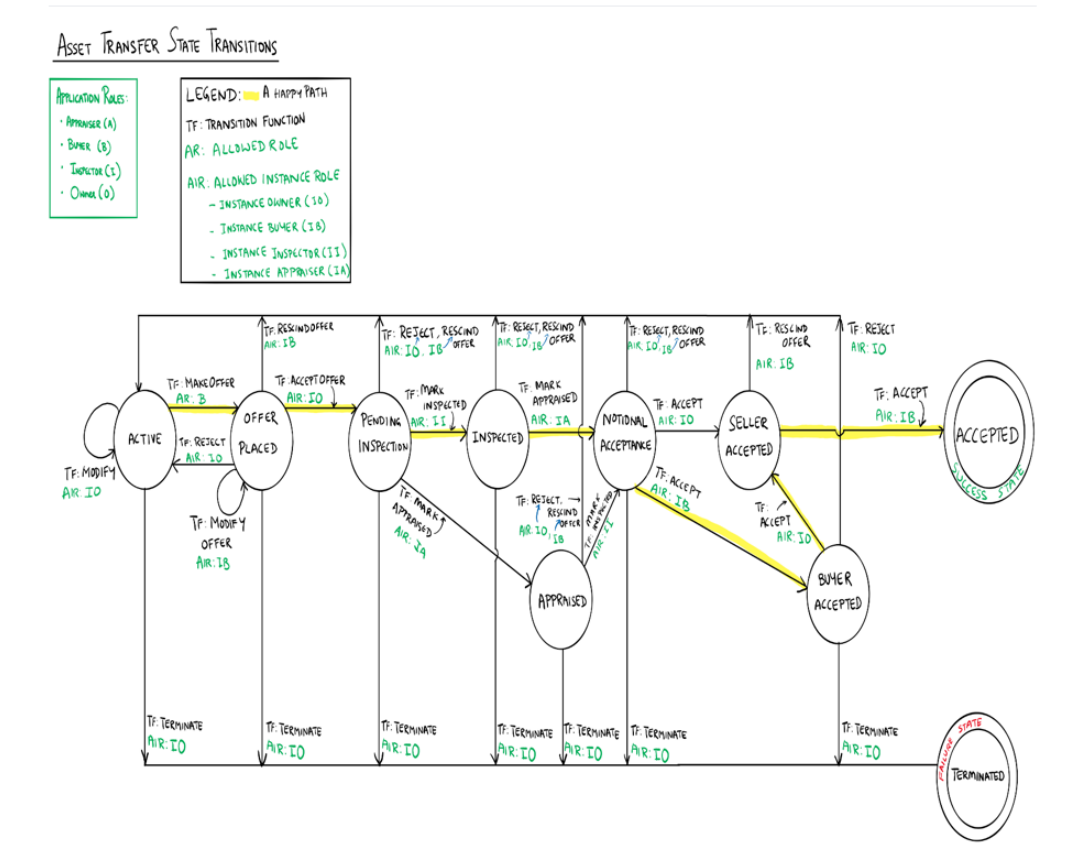 ASSET TRANSFER STATE TRANSITIONS
APPLICATION ROLES:
· APPRAISER (A)
· BUYER (B)
· INSPECTOR (I)
· OWNER (O)
LEGEND: A HAPPY PATH
TF: TRANSITION FUNCTION
AR: ALLOWED ROLE
AIR: ALLOWED INSTANCE ROLE
- INSTANCE OWNER (IO)
- INSTANCE BUYER (IB)
- INSTANCE INSPECTOR (II)
- INSTANCE APPRAISER (IA)
TF: RESCIND OFFER
AIR: IB
TF: REJECT, RESCIND
OFFER
AIR: IO, IB
TF: REJECT, RESCIND
OFFER
AIR: IO, IB
TF: REJECT, RESCIND
OFFER
AIR: IO, IB
TF: RESCIND
OFFER
AIR: IB
TF: REJECT
AIR: IO
TF: MAKE OFFER
AR: B
TF: ACCEPT OFFER
AIR: IO
TF: MARK
INSPECTED
AIR: II
TF: MARK
APPRAISED
AIR: IA
TF: ACCEPT
AIR: IO
TF: ACCEPT
AIR: IB
ACTIVE
OFFER
PLACED
PENDING
INSPECTION
INSPECTED
NOTIONAL
ACCEPTANCE
SELLER
ACCEPTED
ACCEPTED
SUCCESS STATE
TF: REJECT
AIR: IO
TF: MODIFY
AIR: IO
TF: MODIFY
OFFER
AIR: IB
TF: MARK
APPRAISED
AIR: IA
TF: REJECT,
RESCIND
OFFER
AIR: IO, IB
TF: MARK
INSPECTED
AIR: II
TF: ACCEPT
AIR: IB
TF:
ACCEPT
AIR: IO
APPRAISED
BUYER
ACCEPTED
TF: TERMINATE
AIR: IO
TF: TERMINATE
AIR: IO
TF: TERMINATE
AIR: IO
TF: TERMINATE
AIR: IO
TF: TERMINATE
AIR: IO
TF: TERMINATE
AIR: IO
TF: TERMINATE
AIR: IO
FAILURE STATE
TERMINATED